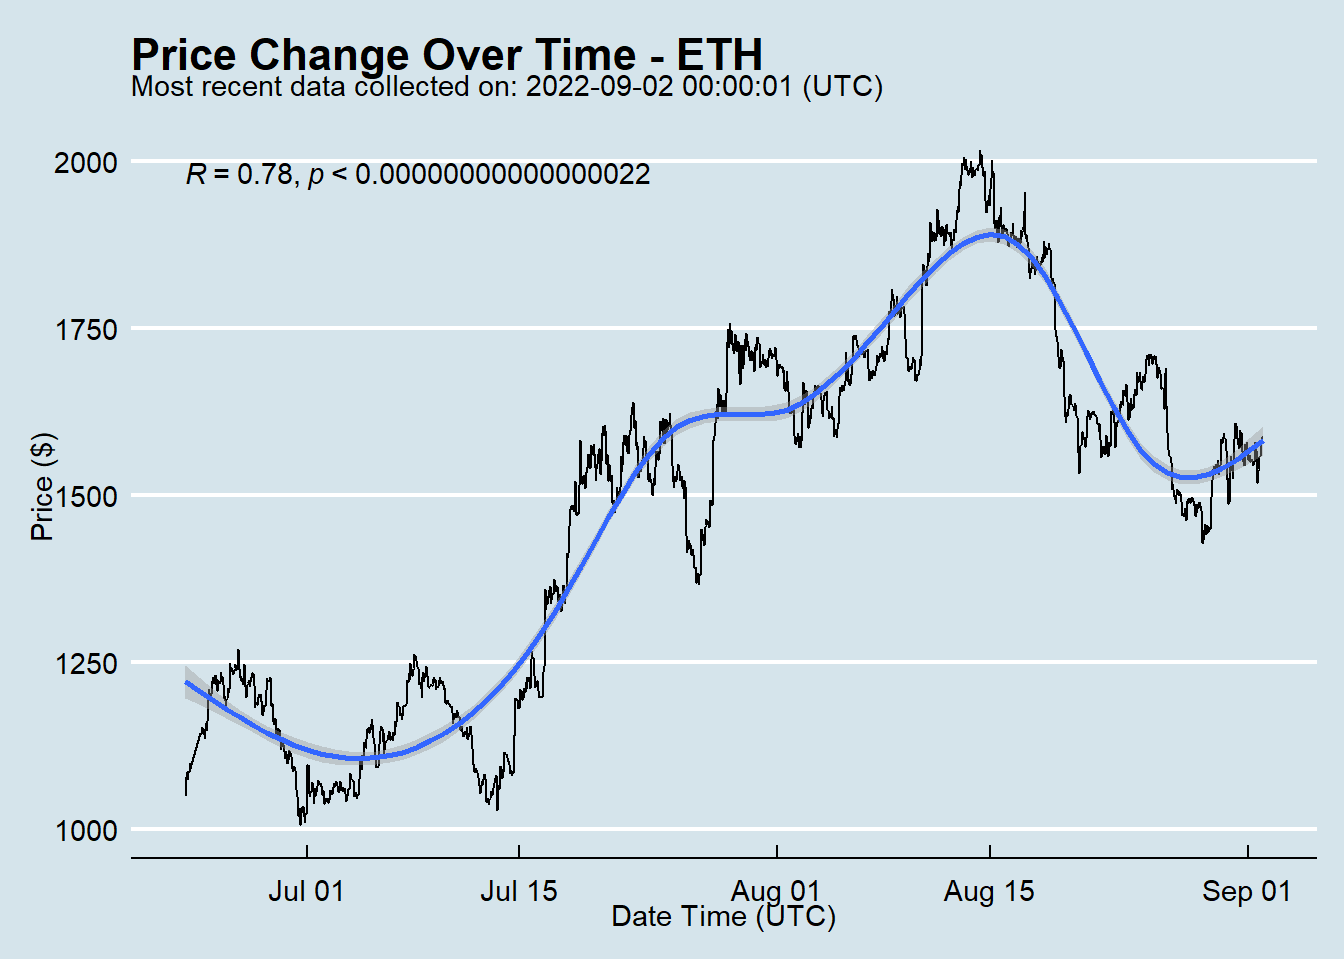 Price Change Over Time - ETH
Most recent data collected on: 2022-09-02 00:00:01 (UTC)
R = 0.78, p < 0.00000000000000022
2000
1750
1500
1250
1000
Price ($)
Jul 01
Jul 15
Aug 01
Aug 15
Sep 01
Date Time (UTC)